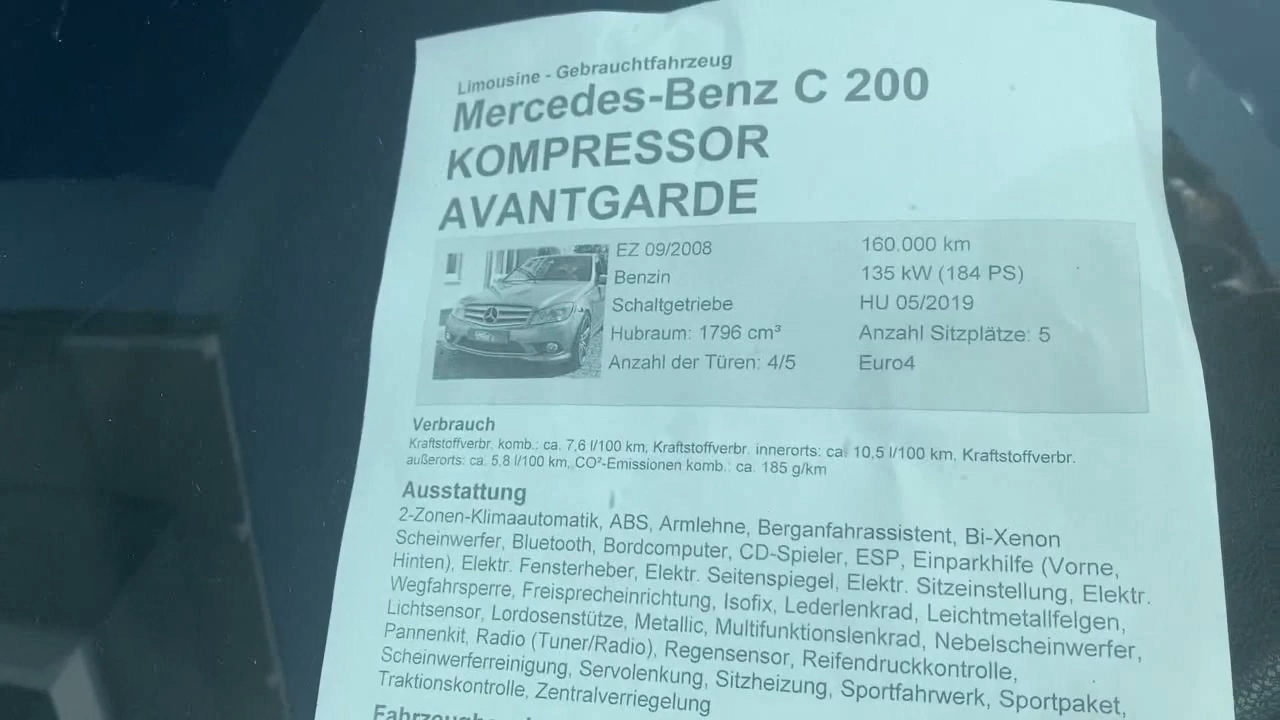 Limousine - Gebrauchtfahrzeug
Mercedes-Benz C 200
KOMPRESSOR
AVANTGARDE
EZ 09/2008 160.000 km
Benzin 135 kW (184 PS)
Schaltgetriebe HU 05/2019
Hubraum: 1796 cm³ Anzahl Sitzplätze: 5
Anzahl der Türen: 4/5 Euro4
Verbrauch
Kraftstoffverbr. komb.: ca. 7,6 l/100 km, Kraftstoffverbr. innerorts: ca. 10,5 l/100 km, Kraftstoffverbr.
außerorts: ca. 5,8 l/100 km, CO²-Emissionen komb.: ca. 185 g/km
Ausstattung
2-Zonen-Klimaautomatik, ABS, Armlehne, Berganfahrassistent, Bi-Xenon
Scheinwerfer, Bluetooth, Bordcomputer, CD-Spieler, ESP, Einparkhilfe (Vorne,
Hinten), Elektr. Fensterheber, Elektr. Seitenspiegel, Elektr. Sitzeinstellung, Elektr.
Wegfahrsperre, Freisprecheinrichtung, Isofix, Lederlenkrad, Leichtmetallfelgen,
Lichtsensor, Lordosenstütze, Metallic, Multifunktionslenkrad, Nebelscheinwerfer,
Pannenkit, Radio (Tuner/Radio), Regensensor, Reifendruckkontrolle,
Scheinwerferreinigung, Servolenkung, Sitzheizung, Sportfahrwerk, Sportpaket,
Traktionskontrolle, Zentralverriegelung